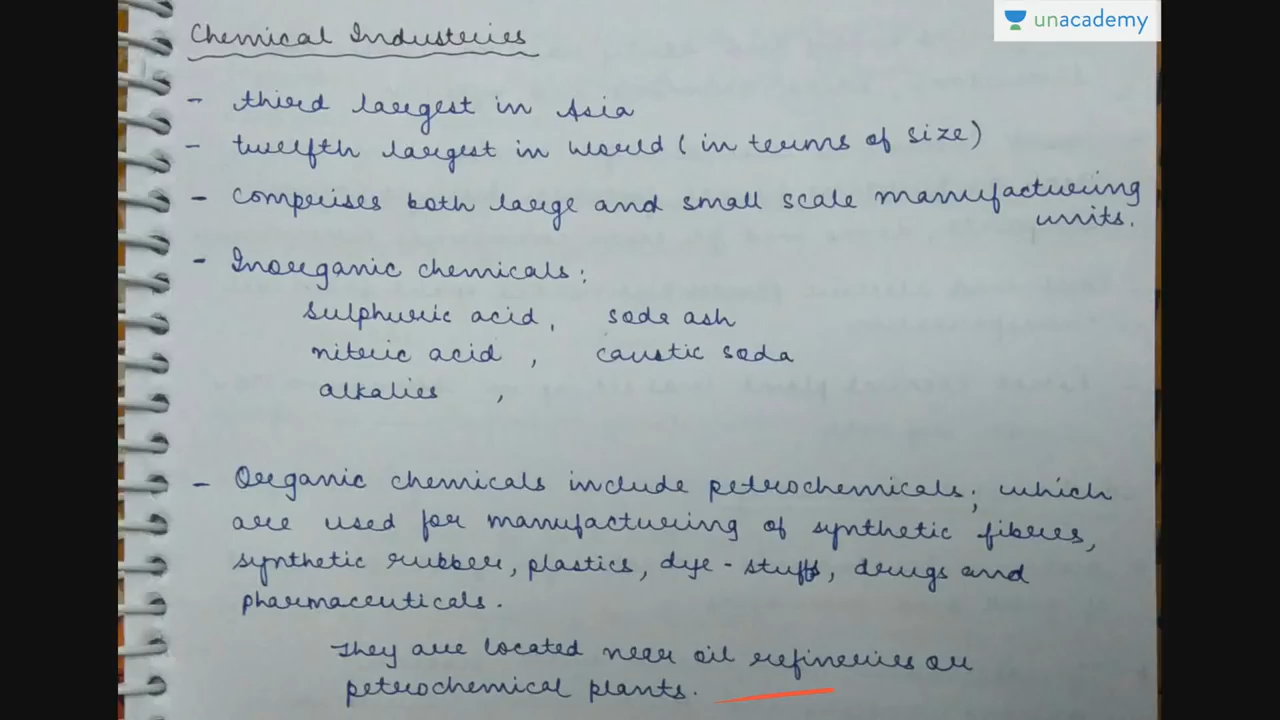 unacademy
Chemical Industries
- third largest in Asia
- twelfth largest in world (in terms of size)
- comprises both large and small scale manufacturing
units.
- Inorganic chemicals:
sulphuric acid, soda ash
nitric acid, caustic soda
alkalies,
- Organic chemicals include petrochemicals, which
are used for manufacturing of synthetic fibres,
synthetic rubber, plastics, dye-stuffs, drugs and
pharmaceuticals.
They are located near oil refineries or
petrochemical plants.